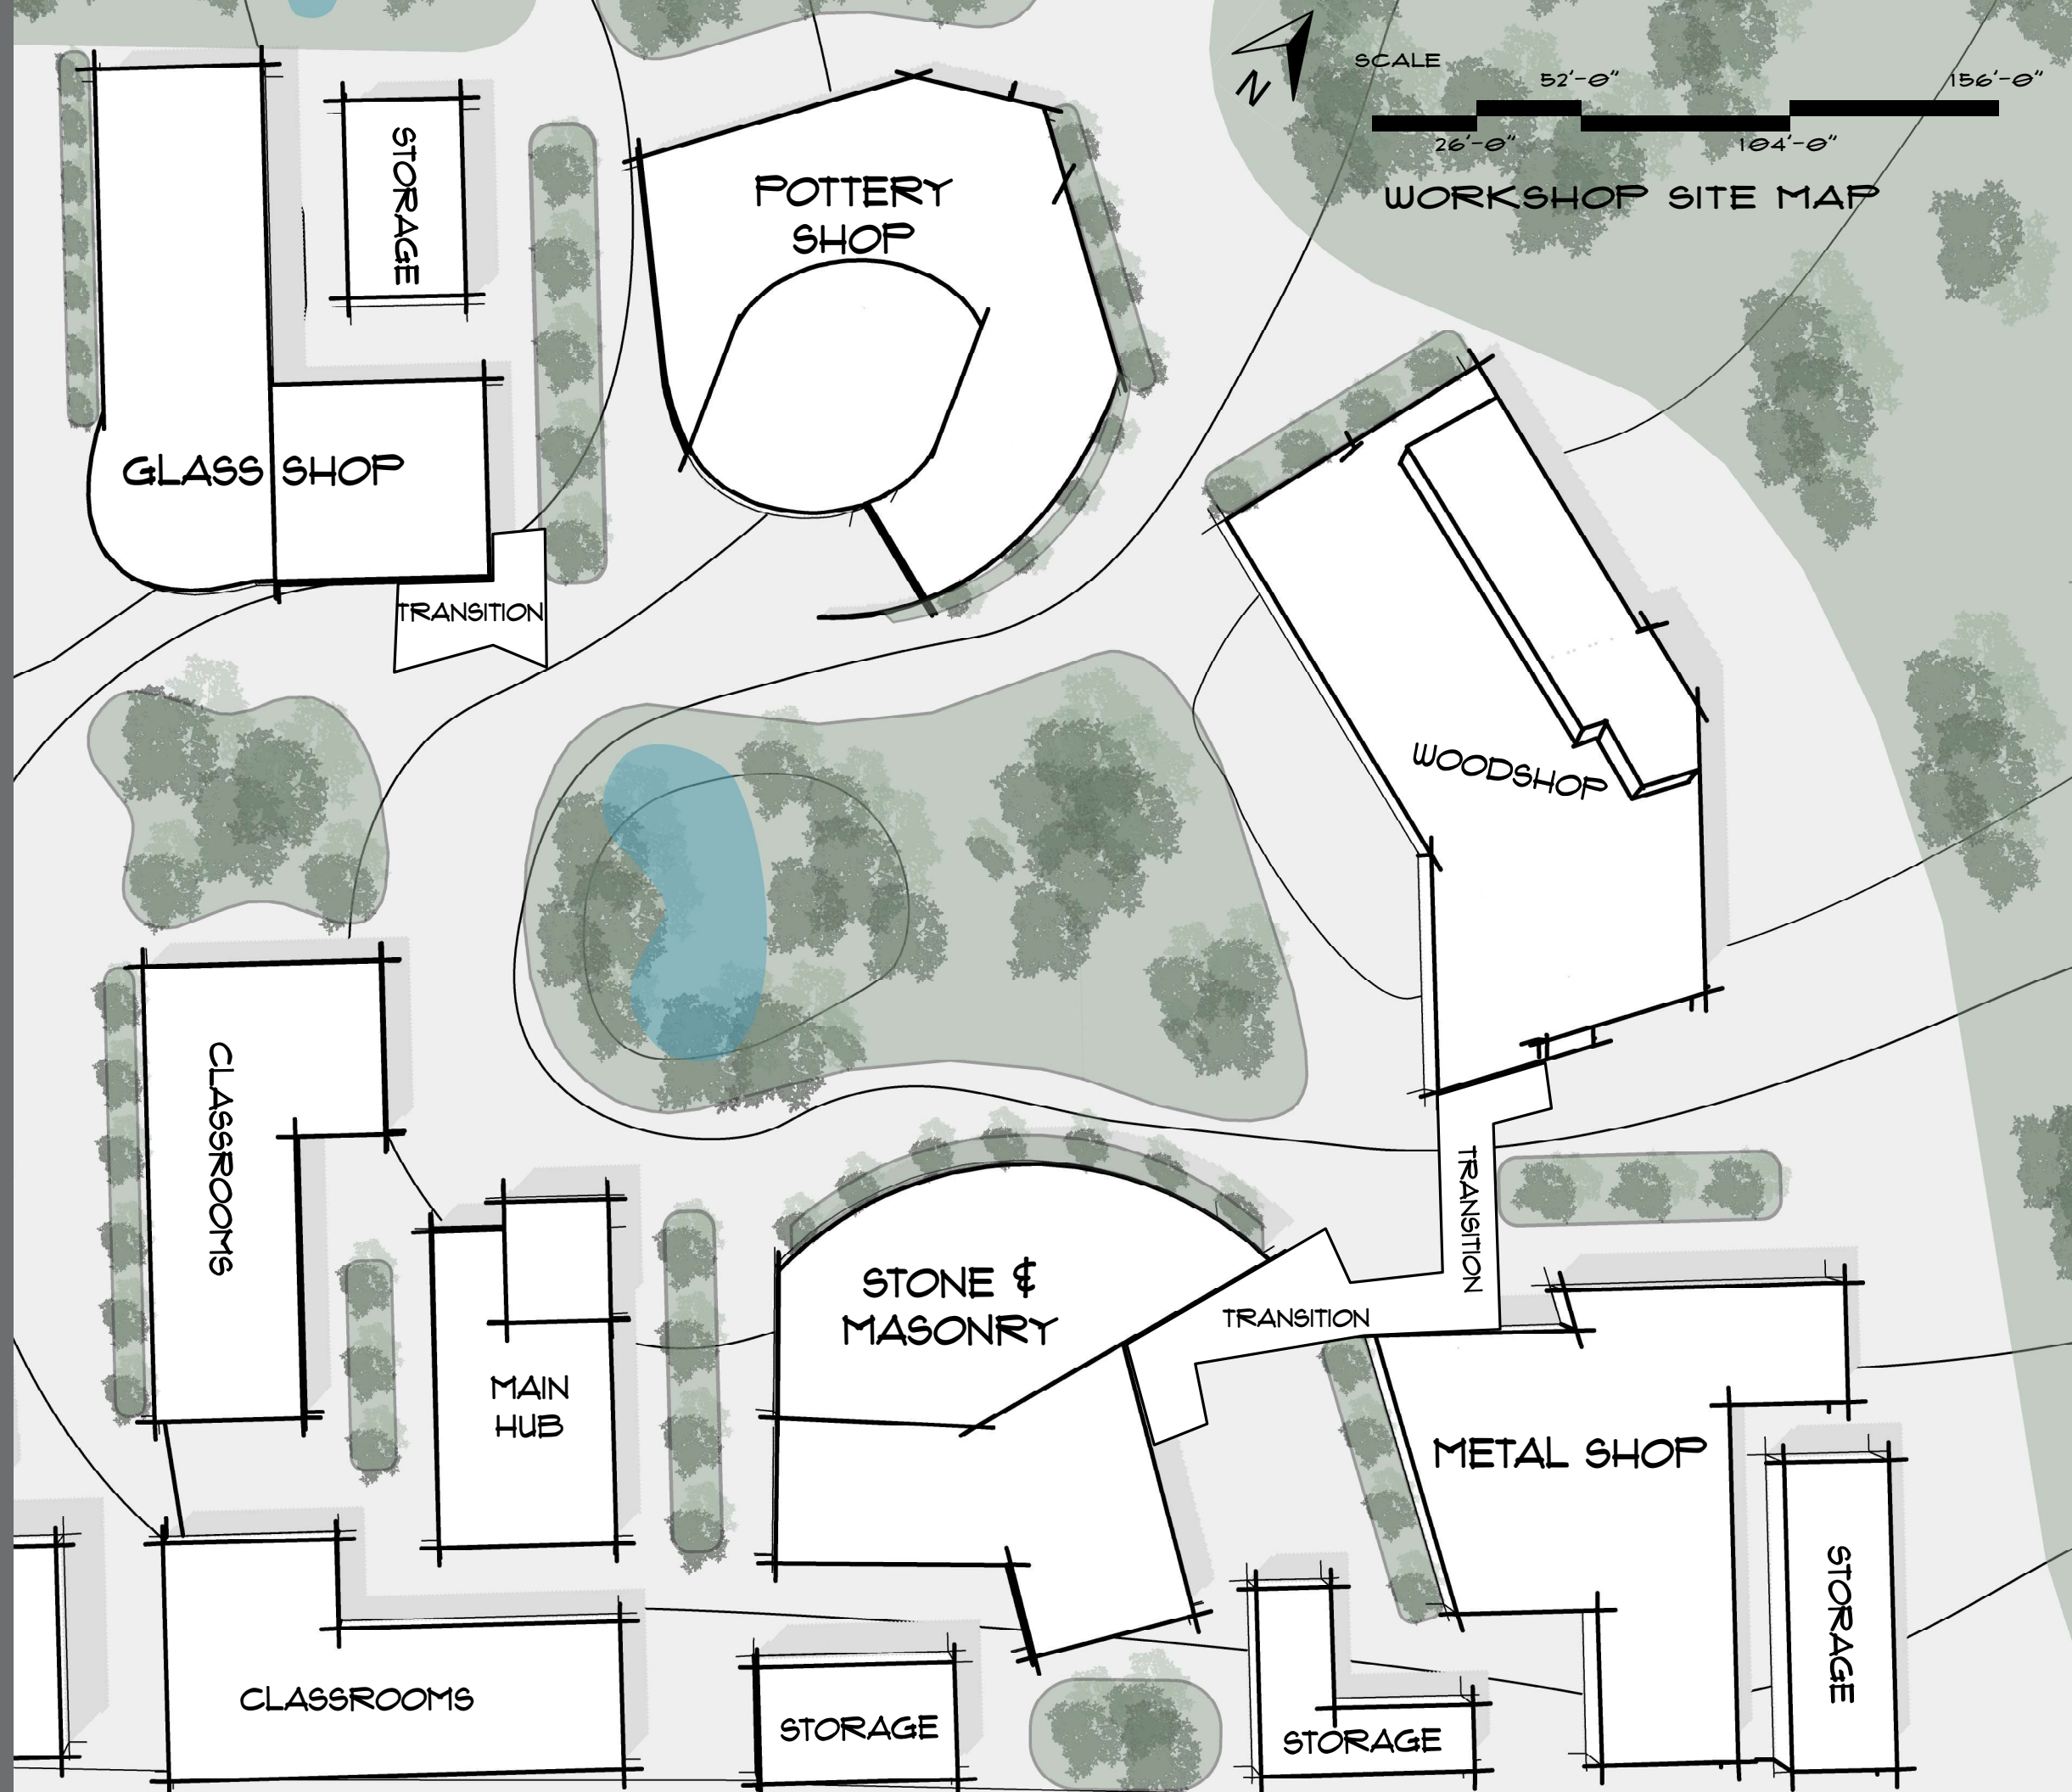 N
SCALE
52'-0"
156'-0"
26'-0"
104'-0"
WORKSHOP SITE MAP
STORAGE
POTTERY
SHOP
GLASS SHOP
TRANSITION
WOODSHOP
CLASSROOMS
TRANSITION
STONE &
MASONRY
TRANSITION
MAIN
HUB
METAL SHOP
STORAGE
CLASSROOMS
STORAGE
STORAGE